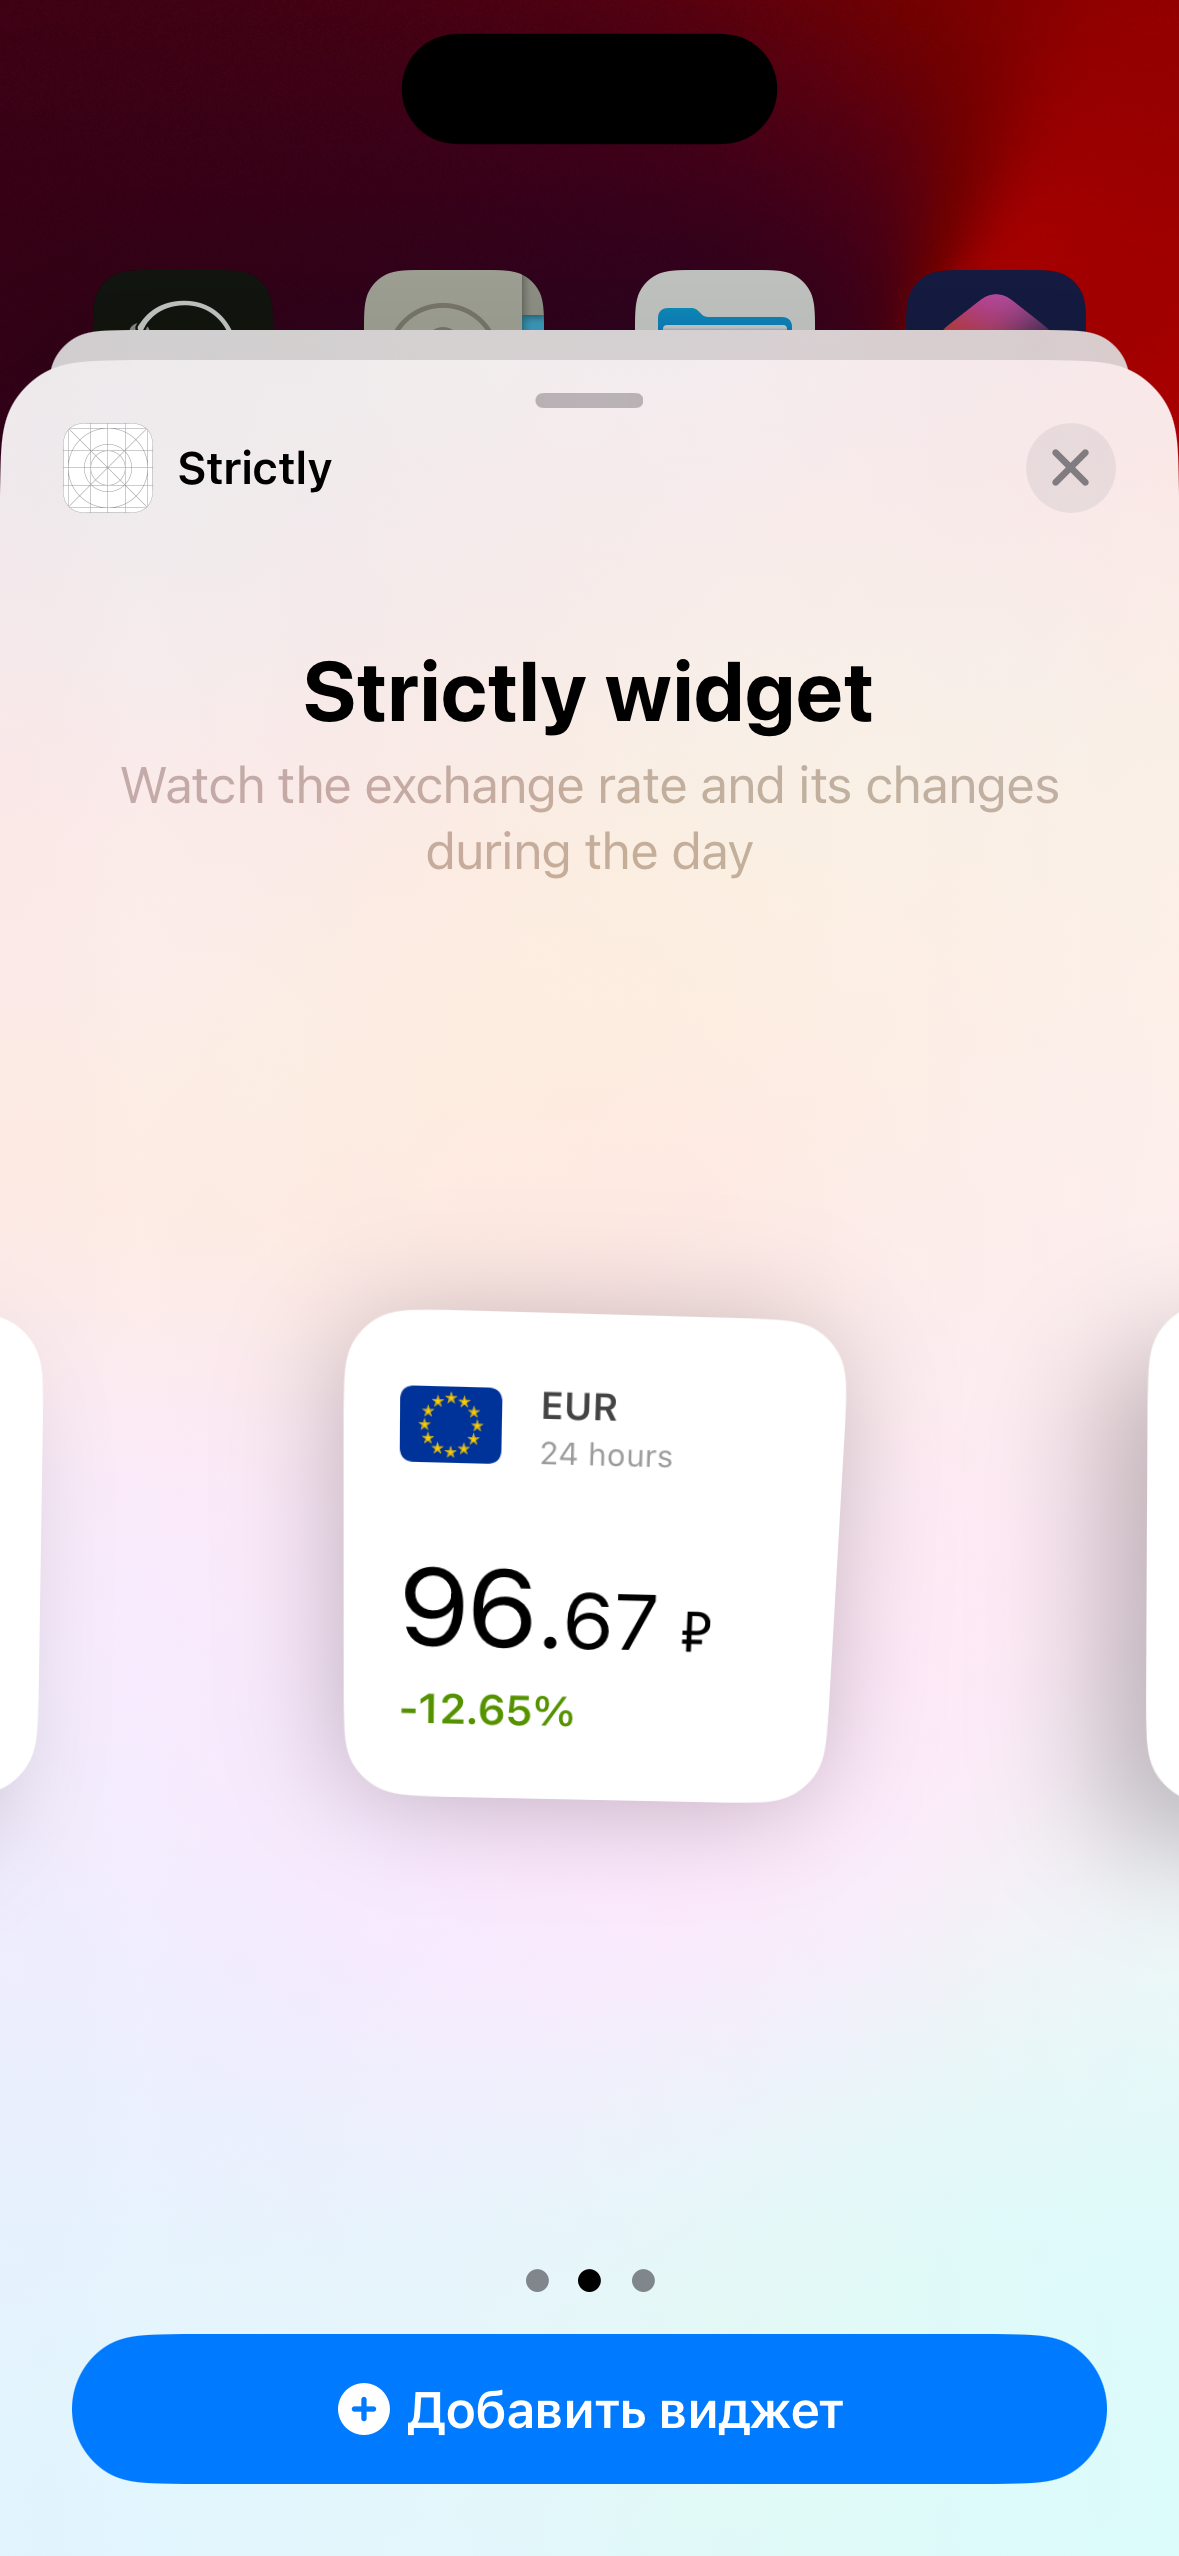 Strictly
Strictly widget
Watch the exchange rate and its changes
during the day
EUR
24 hours
96.67 ₽
-12.65%
Добавить виджет